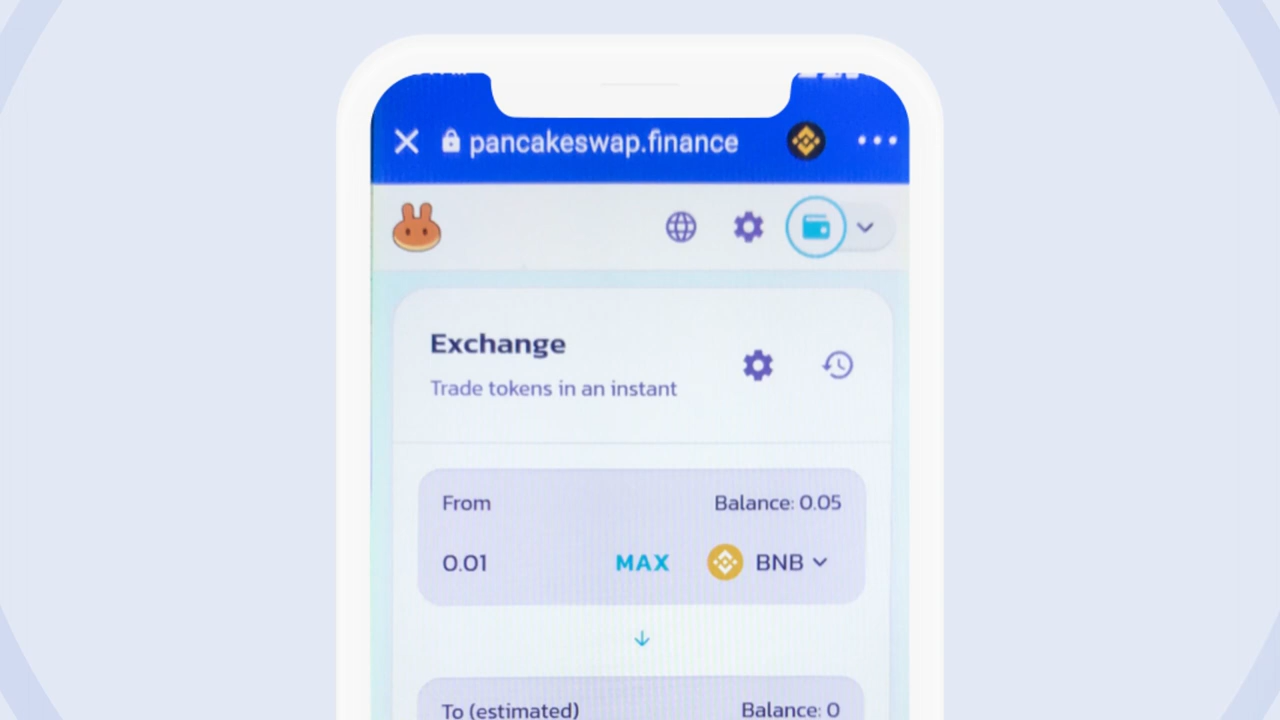 pancakeswap.finance
Exchange
Trade tokens in an instant
From
Balance: 0.05
0.01
MAX
BNB
To (estimated)
Balance: 0